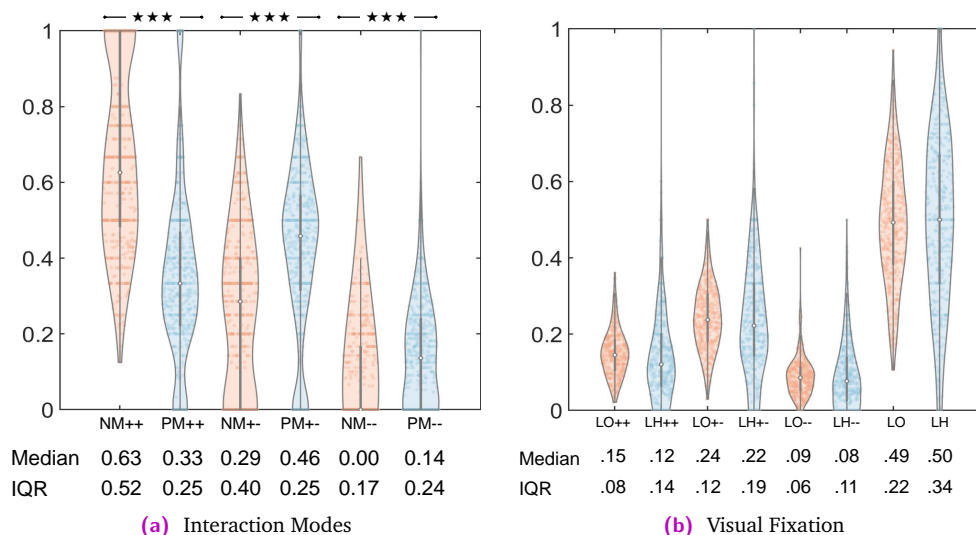 ★★★ ★★★ ★★★
1
0.8
0.6
0.4
0.2
0
NM++ PM++ NM+- PM+- NM-- PM--
Median 0.63 0.33 0.29 0.46 0.00 0.14
IQR 0.52 0.25 0.40 0.25 0.17 0.24
(a) Interaction Modes
1
0.8
0.6
0.4
0.2
0
LO++ LH++ LO+- LH+- LO-- LH-- LO LH
Median .15 .12 .24 .22 .09 .08 .49 .50
IQR .08 .14 .12 .19 .06 .11 .22 .34
(b) Visual Fixation